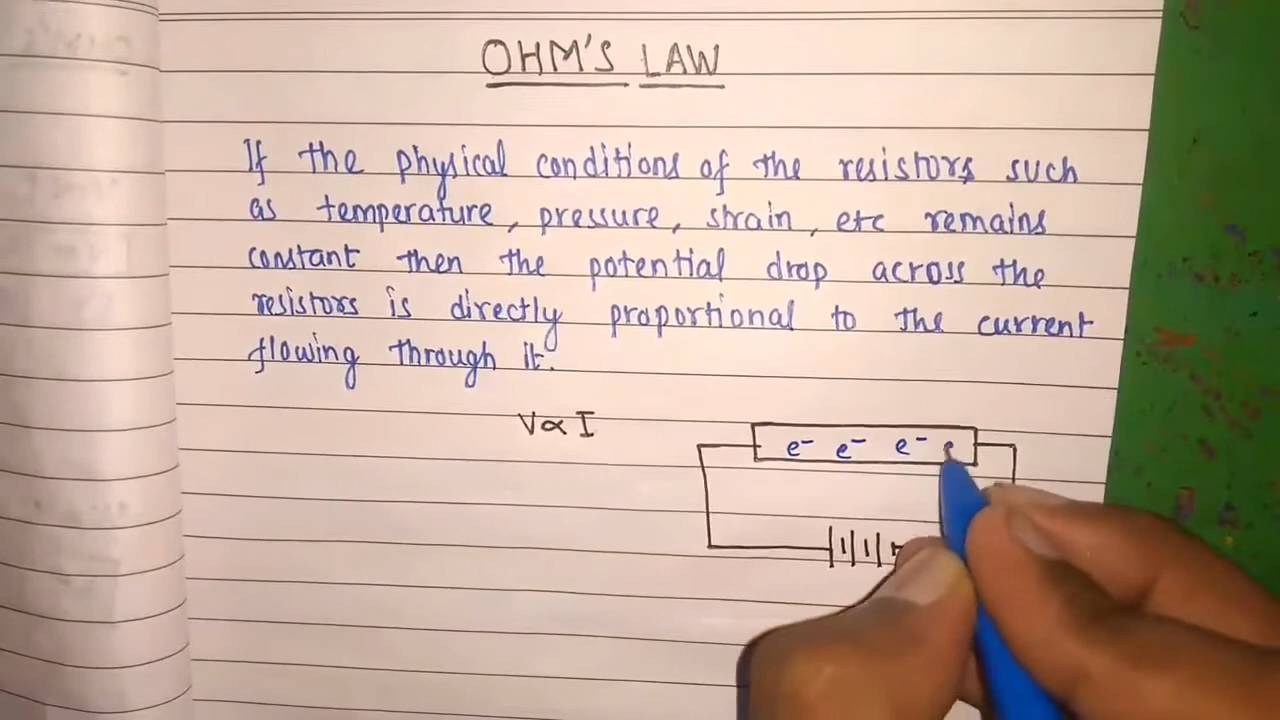 OHM'S LAW
If the physical conditions of the resistors such
as temperature, pressure, strain, etc remains
constant then the potential drop across the
resistors is directly proportional to the current
flowing through it.
V∝I
e⁻ e⁻ e⁻ e